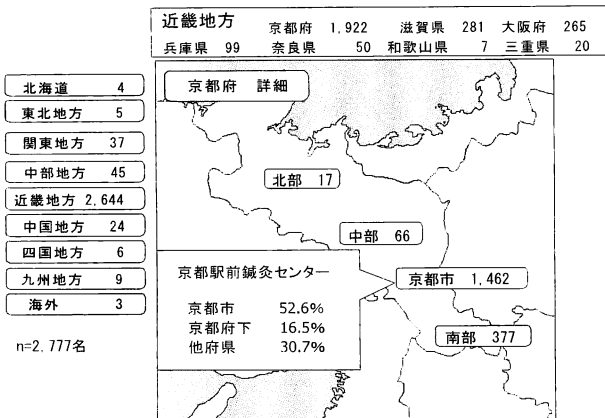 近畿地方 京都府 1,922 滋賀県 281 大阪府 265
兵庫県 99 奈良県 50 和歌山県 7 三重県 20
京都府 詳細
北海道 4
東北地方 5
関東地方 37
中部地方 45
近畿地方 2,644
中国地方 24
四国地方 6
九州地方 9
海外 3
n=2.777名
北部 17
中部 66
京都市 1,462
南部 377
京都駅前鍼灸センター
京都市 52.6%
京都府下 16.5%
他府県 30.7%